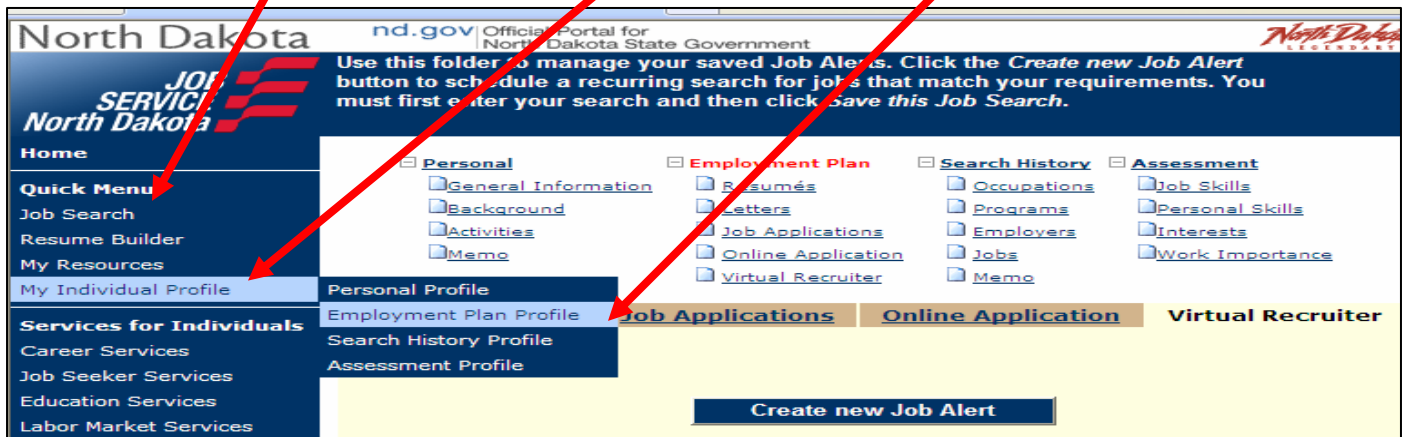 North Dakota
nd.gov Official Portal for
North Dakota State Government
JOB
SERVICE
North Dakota
Use this folder to manage your saved Job Alerts. Click the Create new Job Alert
button to schedule a recurring search for jobs that match your requirements. You
must first enter your search and then click Save this Job Search.
Home
Quick Menu
Job Search
Resume Builder
My Resources
My Individual Profile
Services for Individuals
Career Services
Job Seeker Services
Education Services
Labor Market Services
Personal
General Information
Background
Activities
Memo
Employment Plan
Resumés
Letters
Job Applications
Online Application
Virtual Recruiter
Search History
Occupations
Programs
Employers
Jobs
Memo
Assessment
Job Skills
Personal Skills
Interests
Work Importance
Personal Profile
Employment Plan Profile
Search History Profile
Assessment Profile
Job Applications
Online Application
Virtual Recruiter
Create new Job Alert